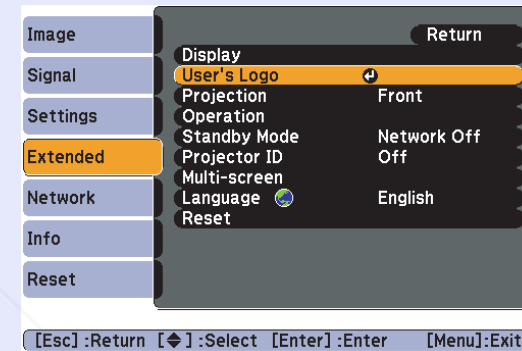 Return
Image
Signal
Settings
Extended
Network
Info
Reset
Display
User's Logo
Projection Front
Operation
Standby Mode Network Off
Projector ID Off
Multi-screen
Language English
Reset
[Esc] :Return [◆] :Select [Enter] :Enter [Menu]:Exit